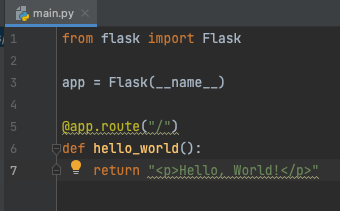 main.py
1 from flask import Flask
2
3 app = Flask(__name__)
4
5 @app.route("/")
6 def hello_world():
7 return "<p>Hello, World!</p>"